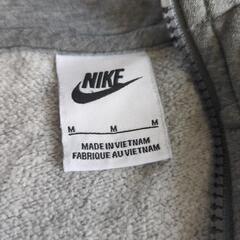 NIKE
M M M
MADE IN VIETNAM
FABRIQUE AU VIETNAM